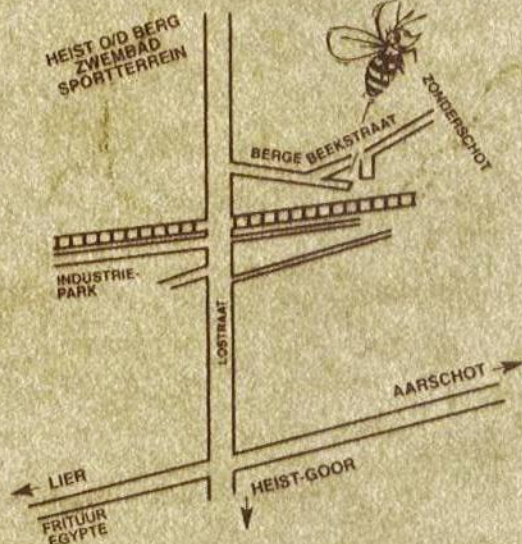 HEIST O/D BERG
ZWEMBAD
SPORTTERREIN
ZONDERSCHOT
BERGE BEEKSTRAAT
INDUSTRIE-
PARK
LOSTRAAT
AARSCHOT
LIER
HEIST-GOOR
FRITUUR
EGYPTE